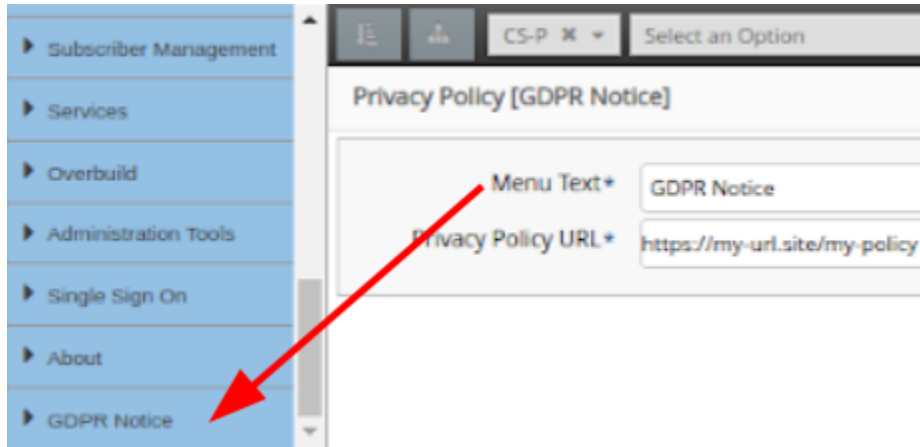 Subscriber Management
Services
Overbuild
Administration Tools
Single Sign On
About
GDPR Notice
CS-P
Select an Option
Privacy Policy [GDPR Notice]
Menu Text* GDPR Notice
Privacy Policy URL* https://my-url.site/my-policy